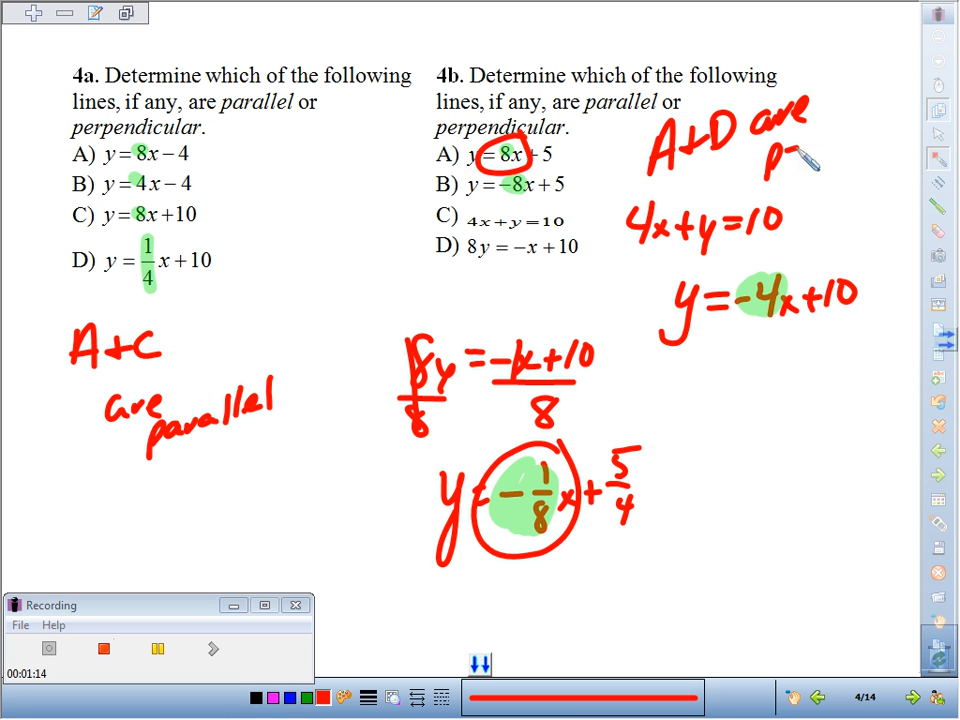 4a. Determine which of the following
lines, if any, are parallel or
perpendicular.
A) y = 8x − 4
B) y = 4x − 4
C) y = 8x + 10
D) y = 1/4 x + 10
A + C
are
parallel
4b. Determine which of the following
lines, if any, are parallel or
perpendicular.
A) y = 8x + 5
B) y = −8x + 5
C) 4x + y = 10
D) 8y = −x + 10
A + D are
p
4x + y = 10
y = -4x + 10
8y/8 = -x + 10/8
y = -1/8 x + 5/4
Recording
File Help
00:01:14
4/14